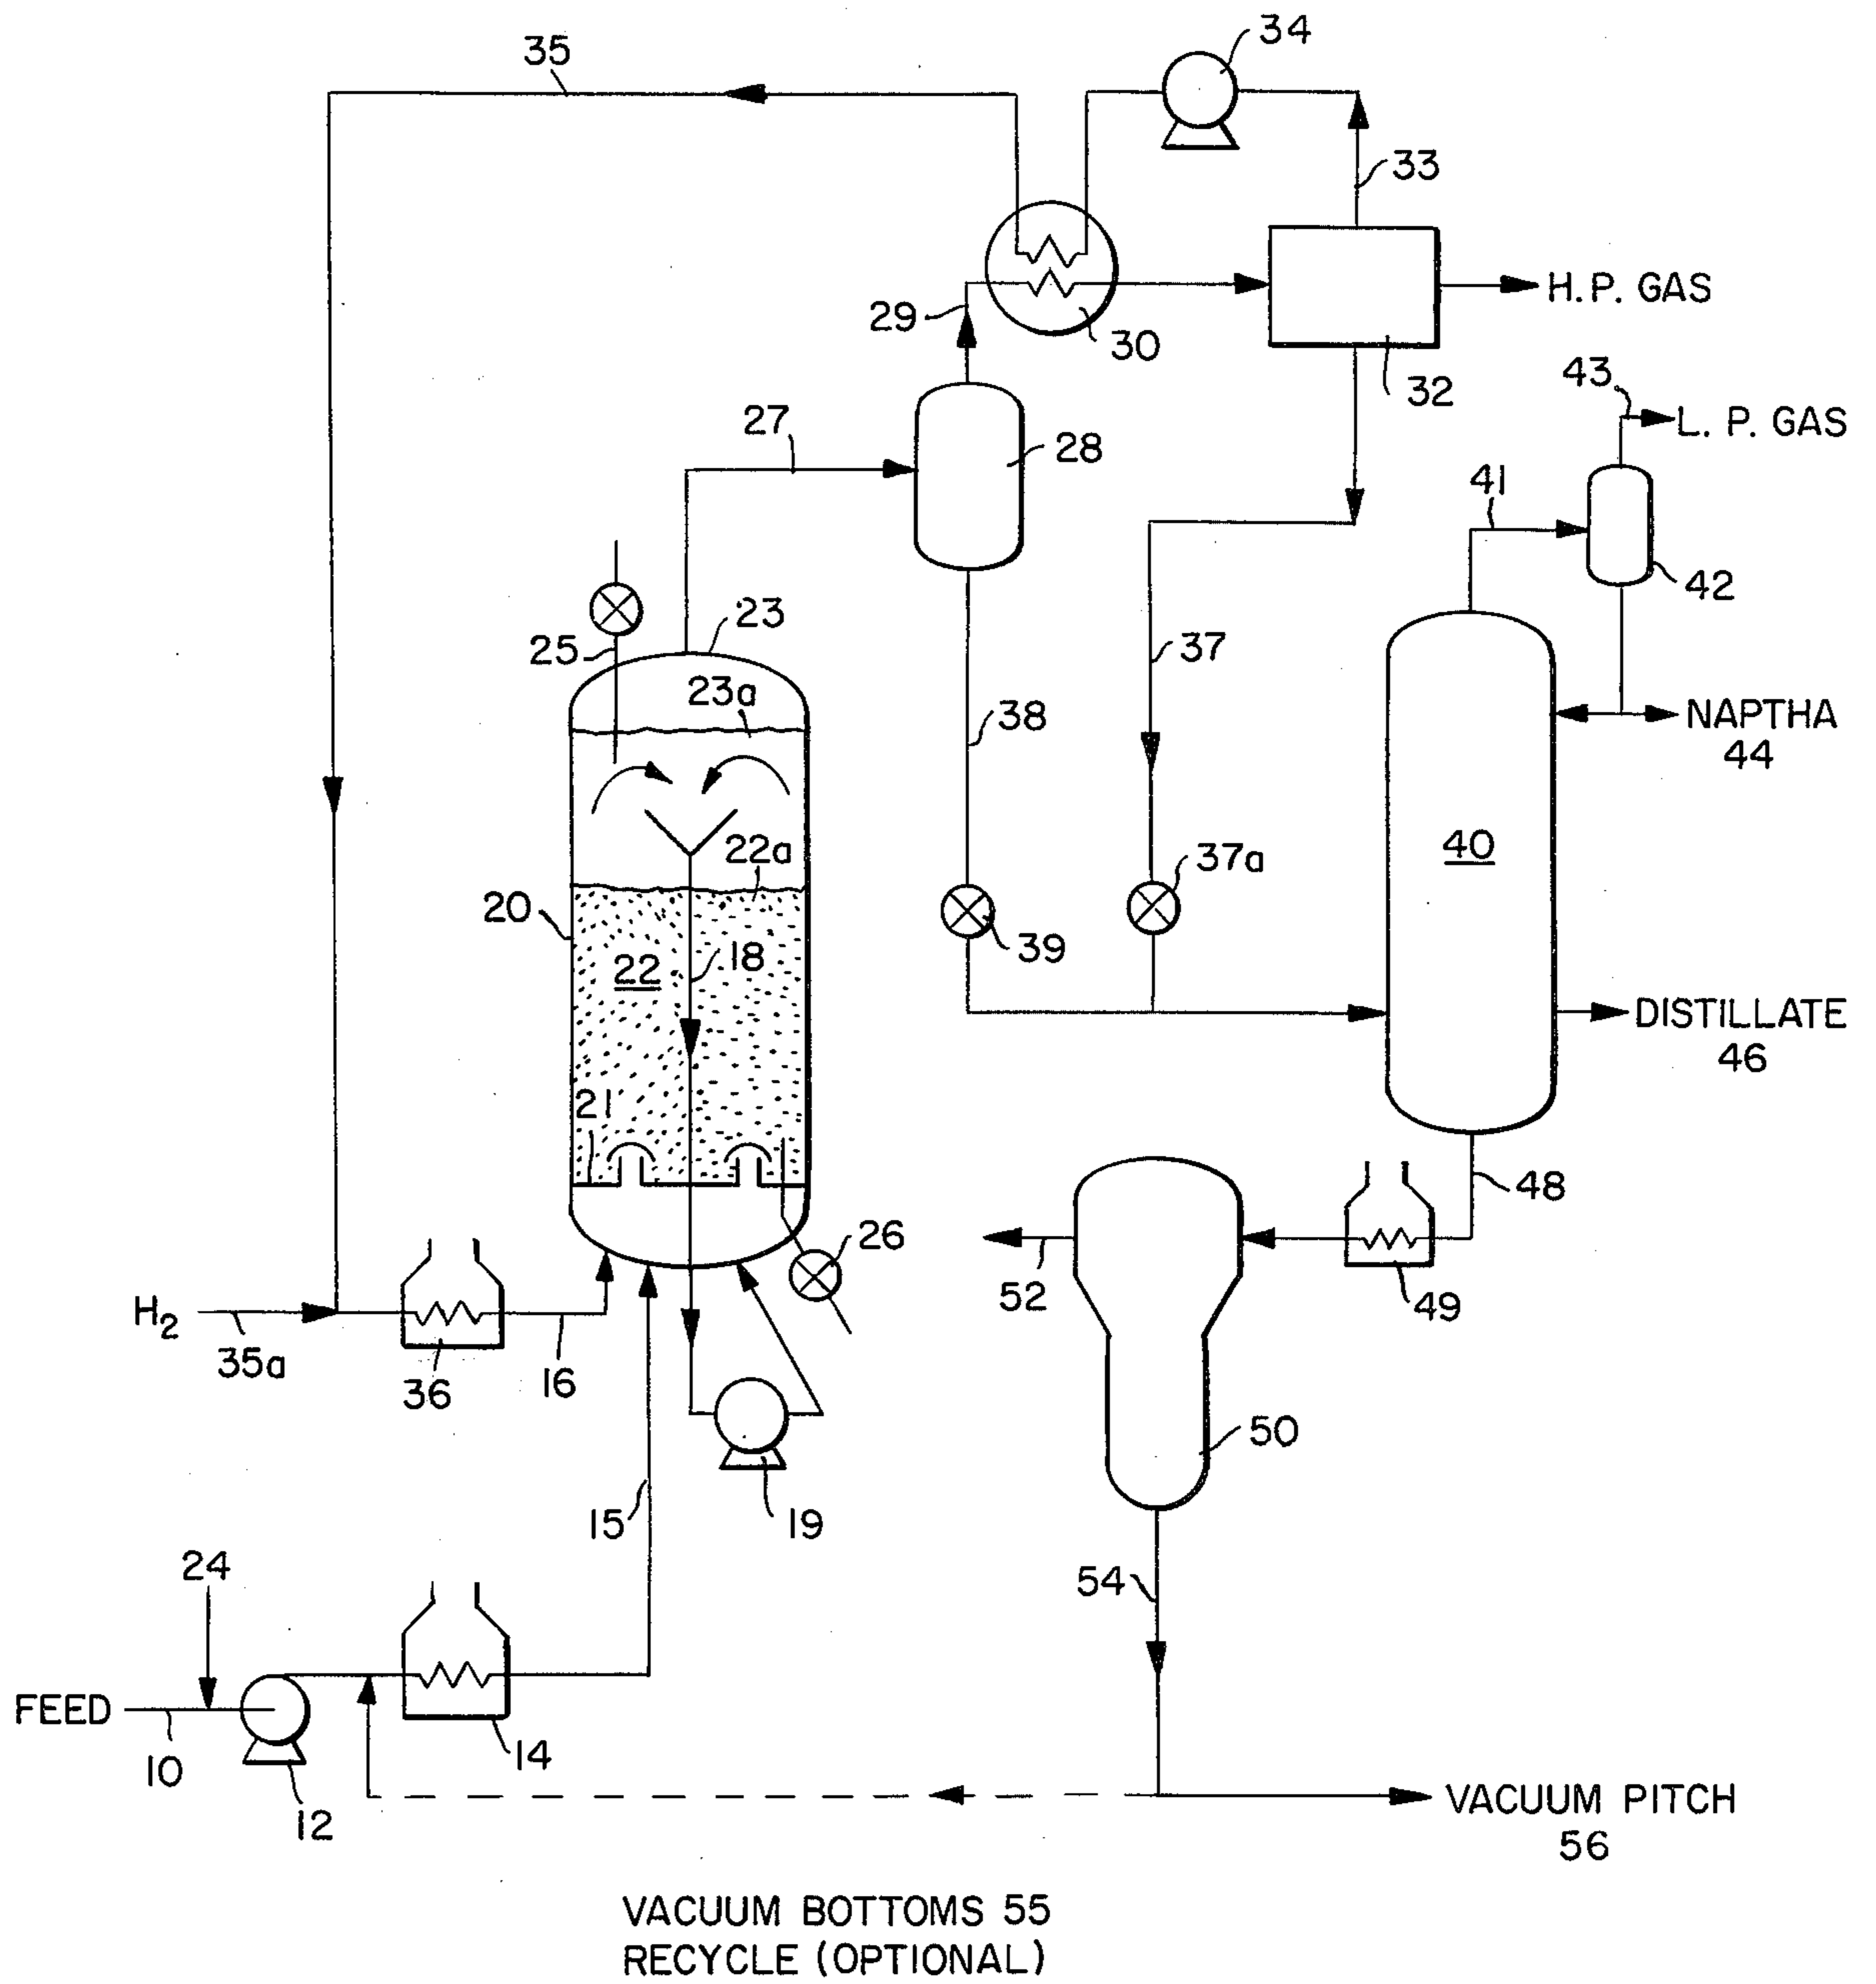 34
35
33
H.P. GAS
29
30
32
43
L. P. GAS
27
28
41
42
23
25
23a
37
38
NAPTHA
44
22a
37a
40
20
39
22
18
DISTILLATE
46
21
48
26
52
49
H2
35a
36
16
50
15
19
24
54
FEED
10
14
12
VACUUM PITCH
56
VACUUM BOTTOMS 55
RECYCLE (OPTIONAL)